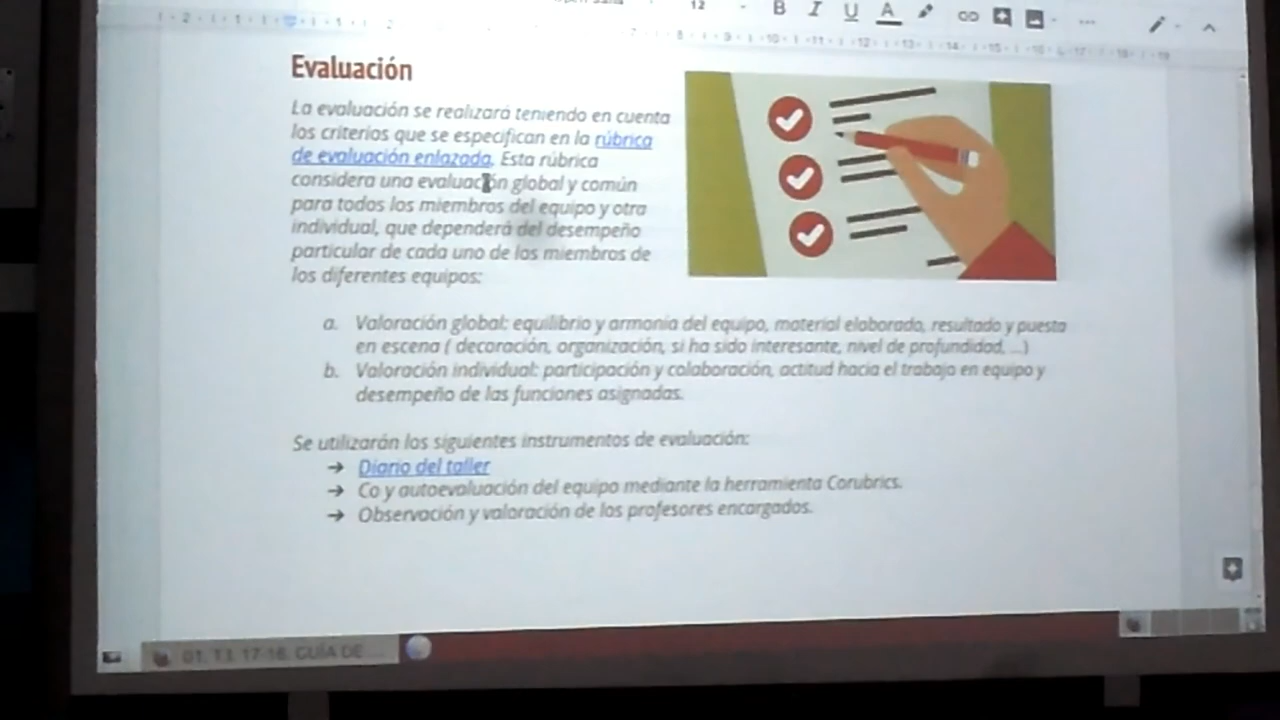 12
B I U A
Evaluación
La evaluación se realizará teniendo en cuenta
los criterios que se especifican en la rúbrica
de evaluación enlazada. Esta rúbrica
considera una evaluación global y común
para todos los miembros del equipo y otra
individual, que dependerá del desempeño
particular de cada uno de los miembros de
los diferentes equipos:
a. Valoración global: equilibrio y armonía del equipo, material elaborado, resultado y puesta
en escena ( decoración, organización, si ha sido interesante, nivel de profundidad, ...)
b. Valoración individual: participación y colaboración, actitud hacia el trabajo en equipo y
desempeño de las funciones asignadas.
Se utilizarán los siguientes instrumentos de evaluación:
→ Diario del taller
→ Co y autoevaluación del equipo mediante la herramienta Corubrics.
→ Observación y valoración de los profesores encargados.
GUÍA DE ...